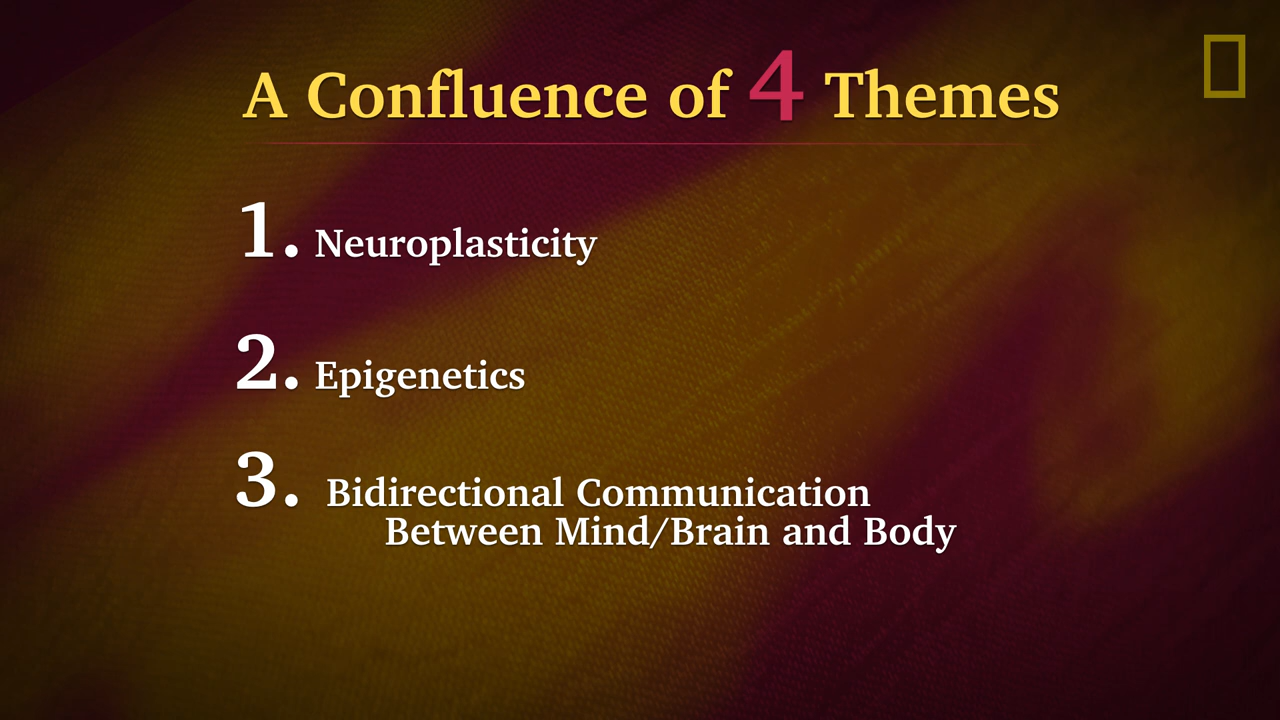 A Confluence of 4 Themes
1. Neuroplasticity
2. Epigenetics
3. Bidirectional Communication
Between Mind/Brain and Body